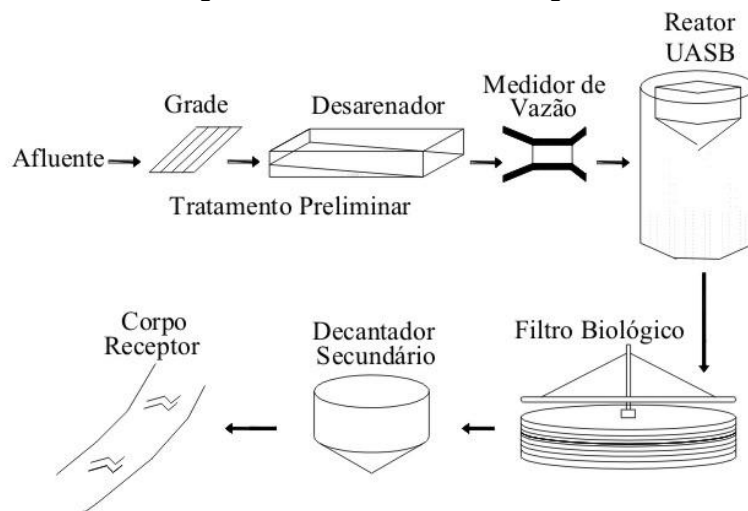 Reator
UASB
Medidor de
Vazão
Grade
Desarenador
Afluente
Tratamento Preliminar
Corpo
Receptor
Decantador
Secundário
Filtro Biológico